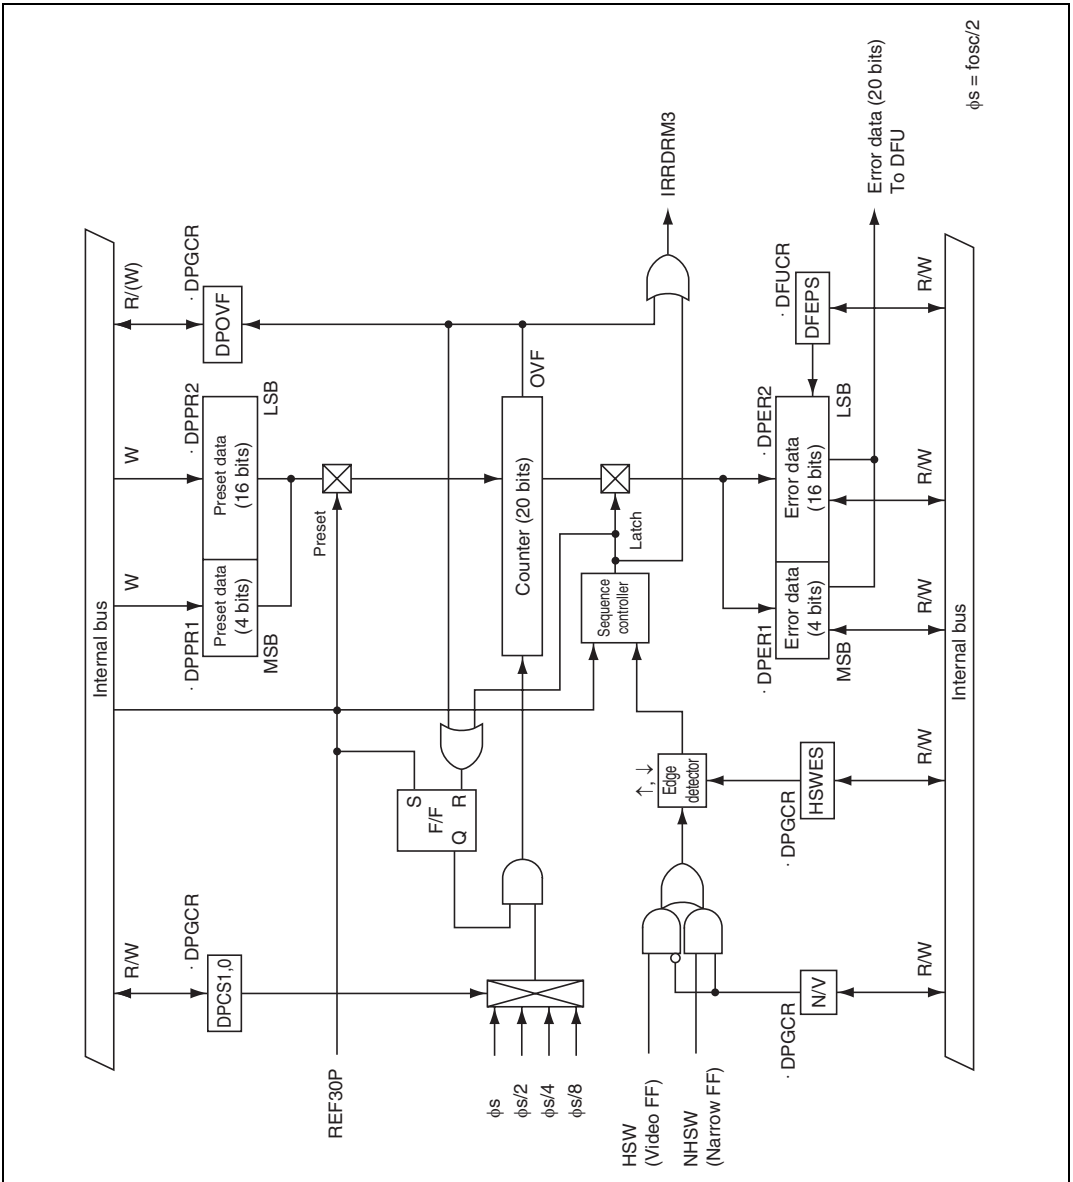 Internal bus
R/W
· DPGCR
DPCS1,0
W
· DPPR1
Preset data
(4 bits)
MSB
W
· DPPR2
Preset data
(16 bits)
LSB
R/(W)
· DPGCR
DPOVF
REF30P
Preset
S
F/F
Q
R
φs
φs/2
φs/4
φs/8
Counter (20 bits)
OVF
Sequence
controller
Latch
IRRDRM3
HSW
(Video FF)
NHSW
(Narrow FF)
↑, ↓
Edge
detector
· DPGCR
N/V
R/W
· DPGCR
HSWES
R/W
· DPER1
Error data
(4 bits)
MSB
R/W
· DPER2
Error data
(16 bits)
LSB
R/W
· DFUCR
DFEPS
R/W
Error data (20 bits)
To DFU
Internal bus
φs = fosc/2